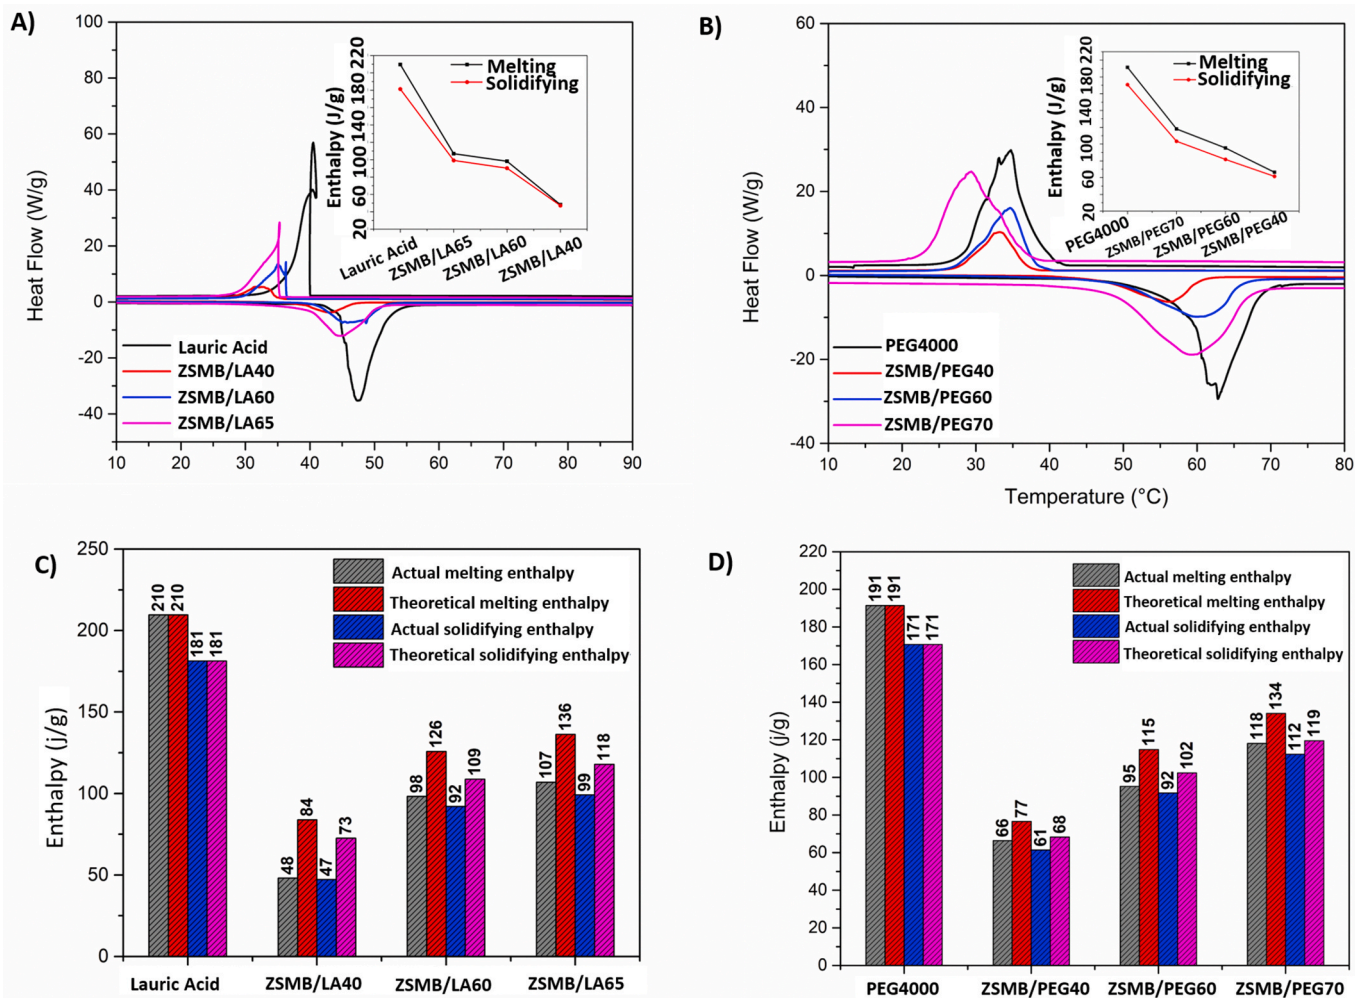 A)
100
80
60
40
20
0
-20
-40
Heat Flow (W/g)
10 20 30 40 50 60 70 80 90
Lauric Acid
ZSMB/LA40
ZSMB/LA60
ZSMB/LA65
Enthalpy (J/g)
220
180
140
100
60
20
Melting
Solidifying
Lauric Acid
ZSMB/LA65
ZSMB/LA60
ZSMB/LA40
B)
60
40
20
0
-20
-40
Heat Flow (W/g)
10 20 30 40 50 60 70 80
Temperature (°C)
PEG4000
ZSMB/PEG40
ZSMB/PEG60
ZSMB/PEG70
Enthalpy (J/g)
220
180
140
100
60
20
Melting
Solidifying
PEG4000
ZSMB/PEG70
ZSMB/PEG60
ZSMB/PEG40
C)
250
200
150
100
50
0
Enthalpy (j/g)
Actual melting enthalpy
Theoretical melting enthalpy
Actual solidifying enthalpy
Theoretical solidifying enthalpy
210 210 181 181
48 84 47 73
98 126 92 109
107 136 99 118
Lauric Acid ZSMB/LA40 ZSMB/LA60 ZSMB/LA65
D)
220
200
180
160
140
120
100
80
60
40
20
0
Enthalpy (j/g)
Actual melting enthalpy
Theoretical melting enthalpy
Actual solidifying enthalpy
Theoretical solidifying enthalpy
191 191 171 171
66 77 61 68
95 115 92 102
118 134 112 119
PEG4000 ZSMB/PEG40 ZSMB/PEG60 ZSMB/PEG70